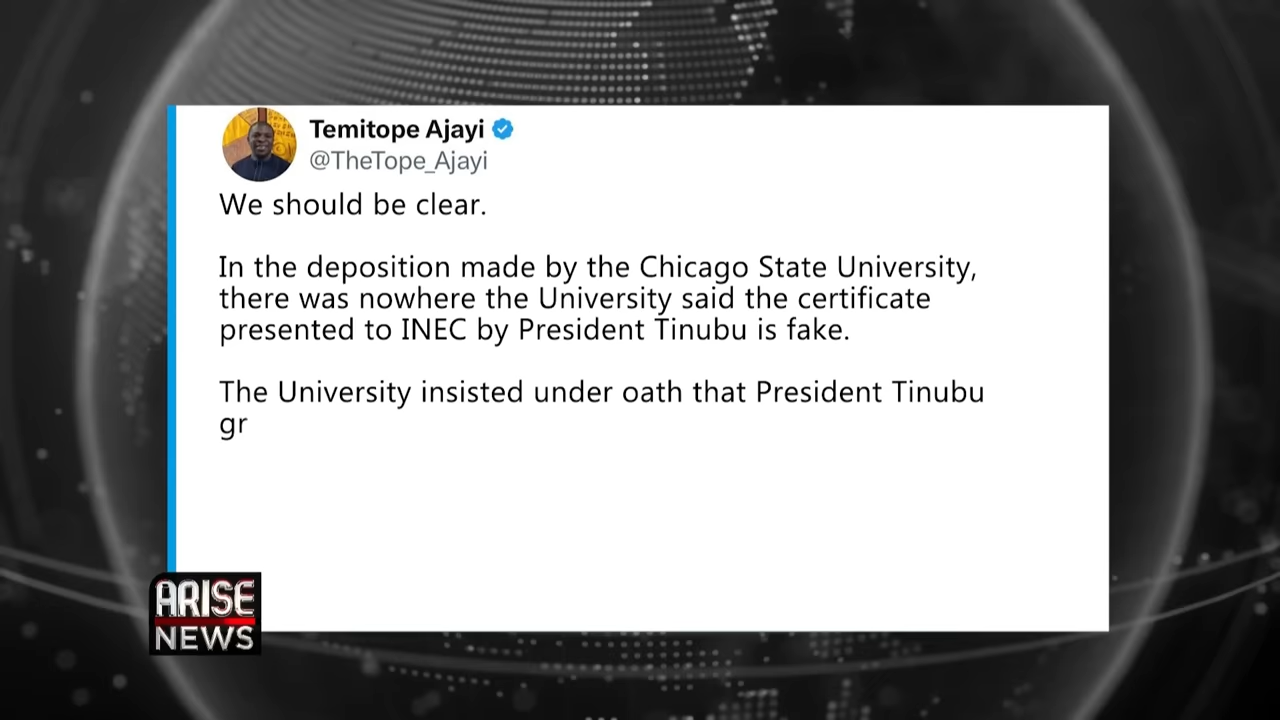 Temitope Ajayi
@TheTope_Ajayi
We should be clear.
In the deposition made by the Chicago State University,
there was nowhere the University said the certificate
presented to INEC by President Tinubu is fake.
The University insisted under oath that President Tinubu
gr
ARISE
NEWS